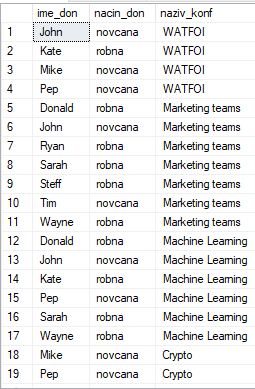 ime_don nacin_don naziv_konf
1 John novcana WATFOI
2 Kate robna WATFOI
3 Mike novcana WATFOI
4 Pep novcana WATFOI
5 Donald robna Marketing teams
6 John novcana Marketing teams
7 Ryan robna Marketing teams
8 Sarah robna Marketing teams
9 Steff robna Marketing teams
10 Tim novcana Marketing teams
11 Wayne robna Marketing teams
12 Donald robna Machine Learning
13 John novcana Machine Learning
14 Kate robna Machine Learning
15 Pep novcana Machine Learning
16 Sarah robna Machine Learning
17 Wayne robna Machine Learning
18 Mike novcana Crypto
19 Pep novcana Crypto